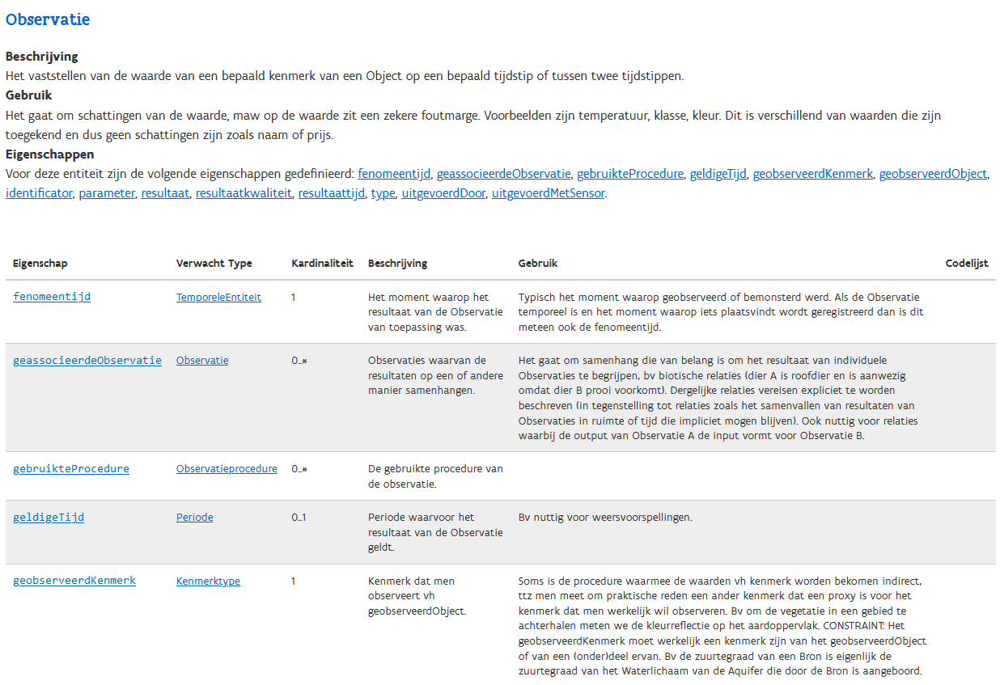 Observatie
Beschrijving
Het vaststellen van de waarde van een bepaald kenmerk van een Object op een bepaald tijdstip of tussen twee tijdstippen.
Gebruik
Het gaat om schattingen van de waarde, maw op de waarde zit een zekere foutmarge. Voorbeelden zijn temperatuur, klasse, kleur. Dit is verschillend van waarden die zijn
toegekend en dus geen schattingen zijn zoals naam of prijs.
Eigenschappen
Voor deze entiteit zijn de volgende eigenschappen gedefinieerd: fenomeentijd, geassocieerdeObservatie, gebruikteProcedure, geldigeTijd, geobserveerdKenmerk, geobserveerdObject,
identificator, parameter, resultaat, resultaatkwaliteit, resultaattijd, type, uitgevoerdDoor, uitgevoerdMetSensor.
Eigenschap Verwacht Type Kardinaliteit Beschrijving Gebruik Codelijst
fenomeentijd TemporeleEntiteit 1 Het moment waarop het Typisch het moment waarop geobserveerd of bemonsterd werd. Als de Observatie
resultaat van de Observatie temporeel is en het moment waarop iets plaatsvindt wordt geregistreerd dan is dit
van toepassing was. meteen ook de fenomeentijd.
geassocieerdeObservatie Observatie 0..* Observaties waarvan de Het gaat om samenhang die van belang is om het resultaat van individuele
resultaten op een of andere Observaties te begrijpen, bv biotische relaties (dier A is roofdier en is aanwezig
manier samenhangen. omdat dier B prooi voorkomt). Dergelijke relaties vereisen expliciet te worden
beschreven (in tegenstelling tot relaties zoals het samenvallen van resultaten van
Observaties in ruimte of tijd die impliciet mogen blijven). Ook nuttig voor relaties
waarbij de output van Observatie A de input vormt voor Observatie B.
gebruikteProcedure Observatieprocedure 0..* De gebruikte procedure van
de observatie.
geldigeTijd Periode 0..1 Periode waarvoor het Bv nuttig voor weersvoorspellingen.
resultaat van de Observatie
geldt.
geobserveerdKenmerk Kenmerktype 1 Kenmerk dat men Soms is de procedure waarmee de waarden vh kenmerk worden bekomen indirect,
observeert vh ttz men meet om praktische reden een ander kenmerk dat een proxy is voor het
geobserveerdObject. kenmerk dat men werkelijk wil observeren. Bv om de vegetatie in een gebied te
achterhalen meten we de kleurreflectie op het aardoppervlak. CONSTRAINT: Het
geobserveerdKenmerk moet werkelijk een kenmerk zijn van het geobserveerdObject
of van een (onder)deel ervan. Bv de zuurtegraad van een Bron is eigenlijk de
zuurtegraad van het Waterlichaam van de Aquifer die door de Bron is aangeboord.